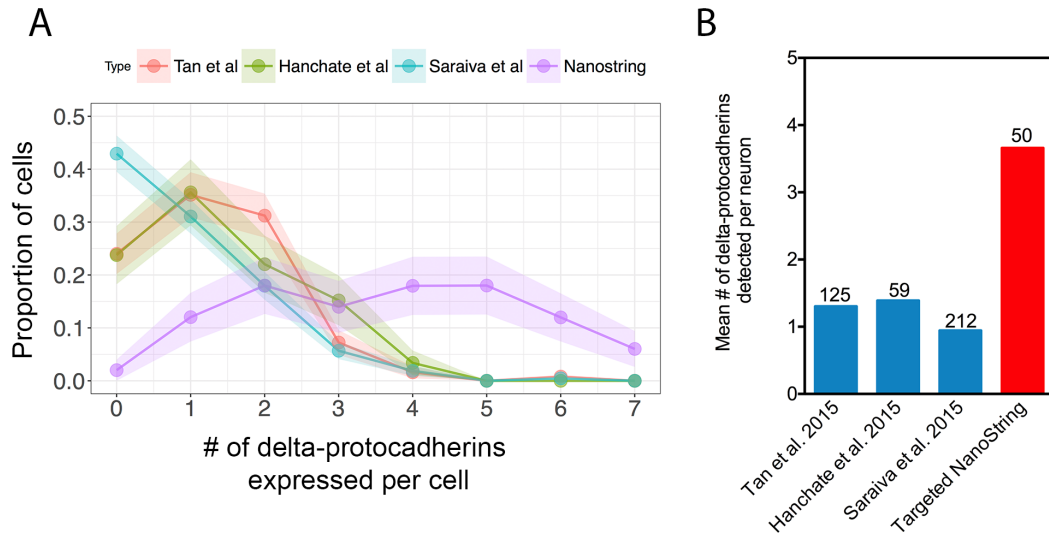 A
Type Tan et al Hanchate et al Saraiva et al Nanostring
Proportion of cells
0.5
0.4
0.3
0.2
0.1
0.0
0 1 2 3 4 5 6 7
# of delta-protocadherins
expressed per cell
B
Mean # of delta-protocadherins
detected per neuron
5
4
3
2
1
0
125
59
212
50
Tan et al. 2015
Hanchate et al. 2015
Saraiva et al. 2015
Targeted NanoString